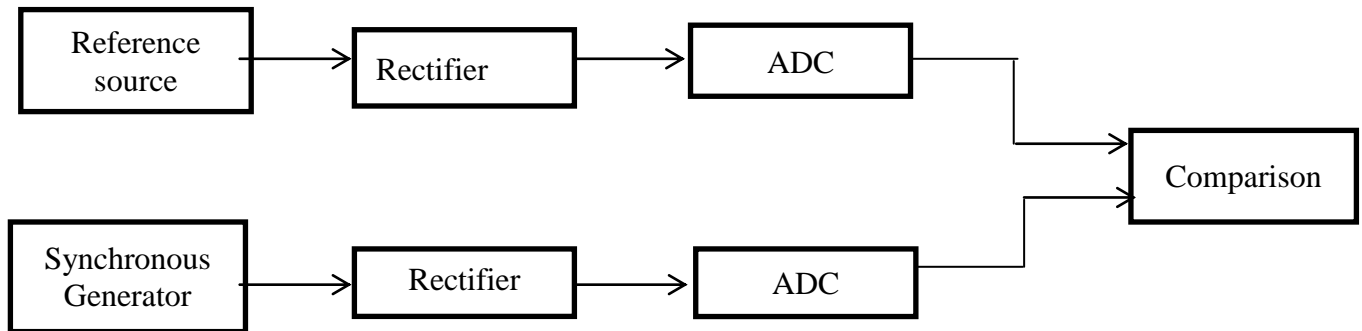 Reference
source
Rectifier
ADC
Comparison
Synchronous
Generator
Rectifier
ADC